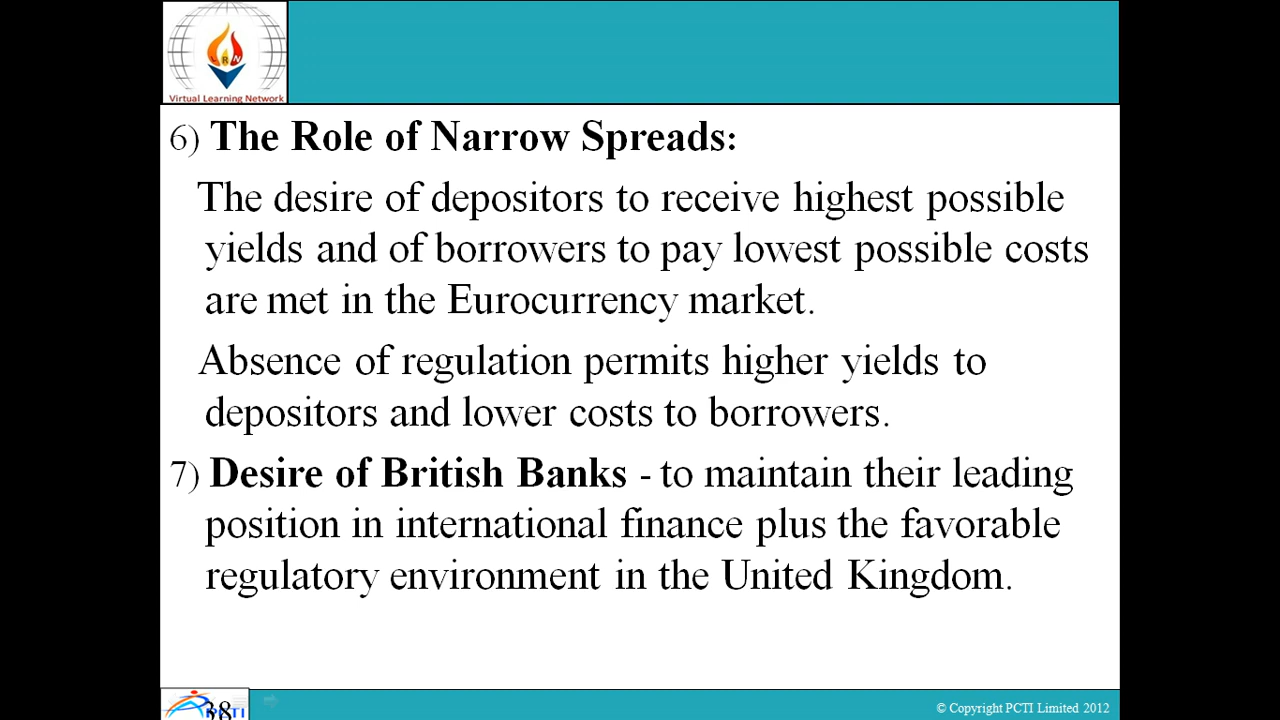 LRN
Virtual Learning Network
6) The Role of Narrow Spreads:
The desire of depositors to receive highest possible
yields and of borrowers to pay lowest possible costs
are met in the Eurocurrency market.
Absence of regulation permits higher yields to
depositors and lower costs to borrowers.
7) Desire of British Banks - to maintain their leading
position in international finance plus the favorable
regulatory environment in the United Kingdom.
38
PCTI
© Copyright PCTI Limited 2012